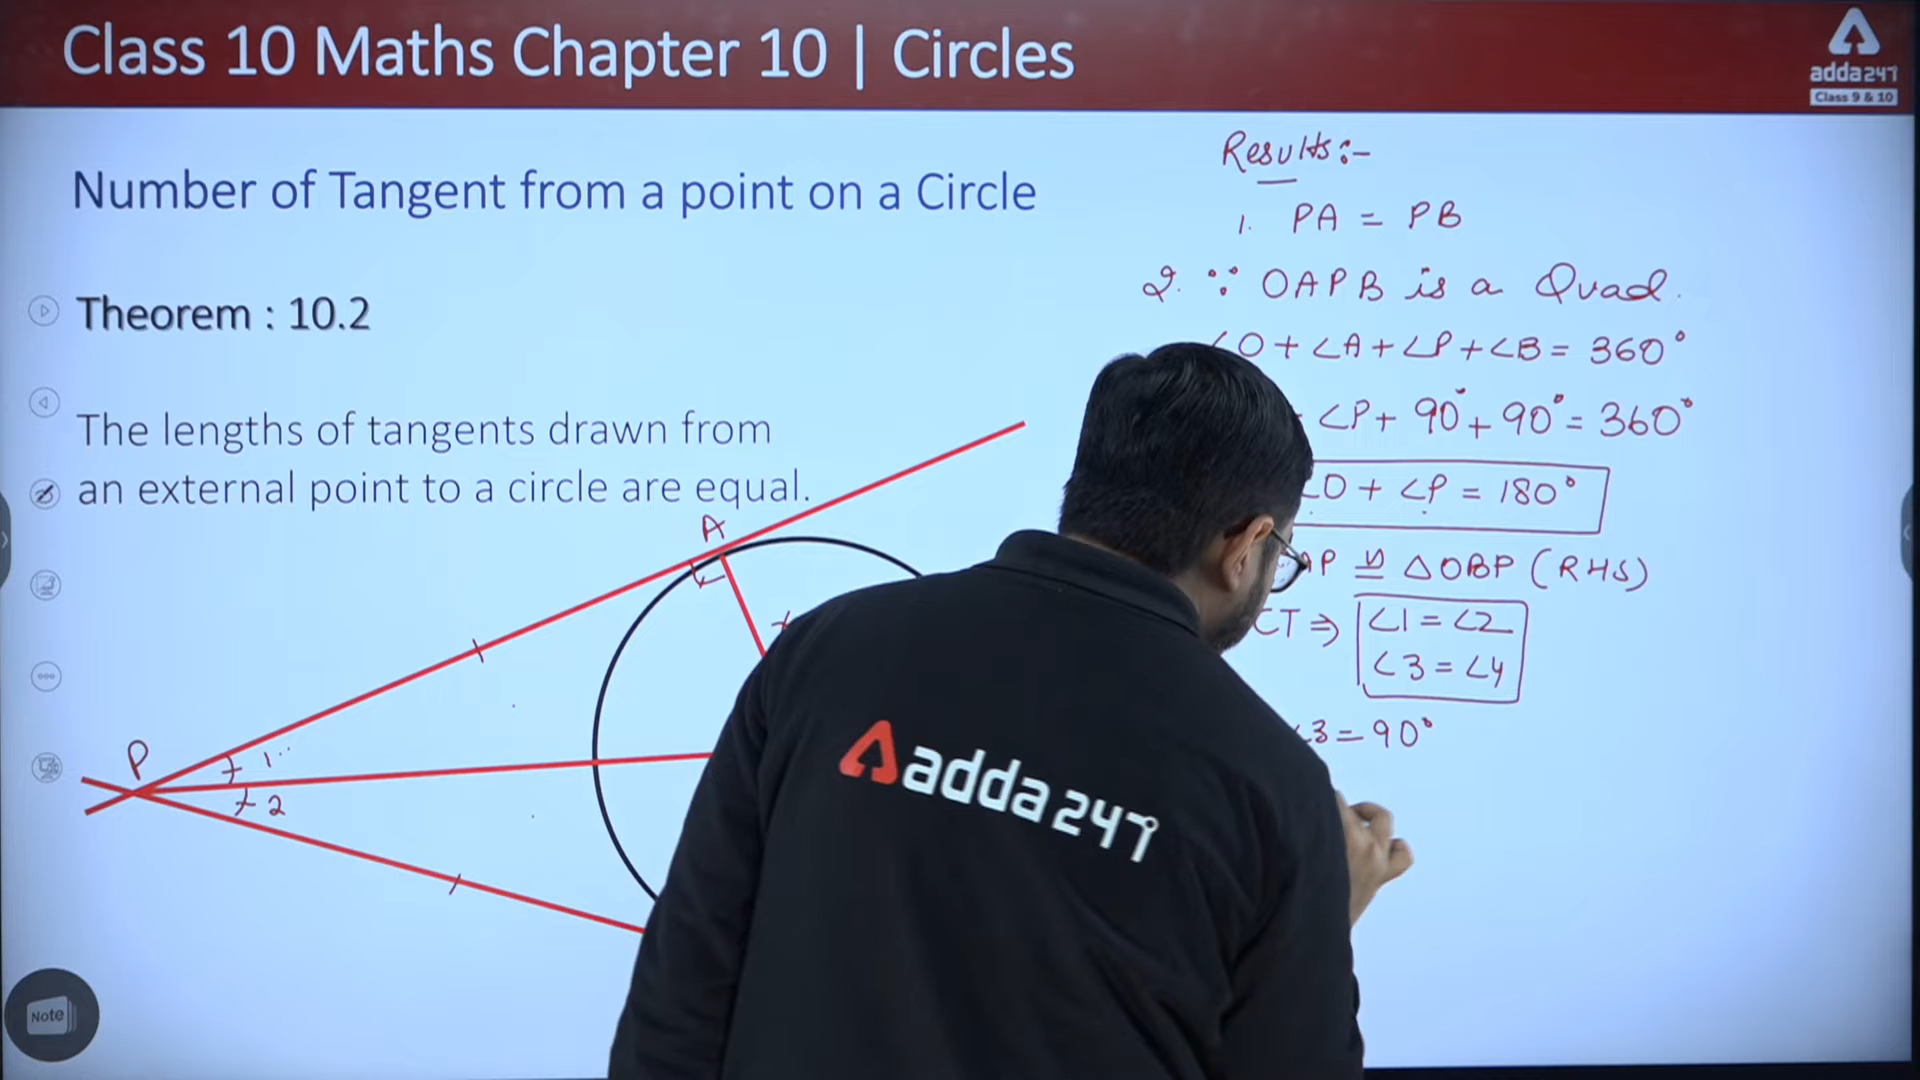 Class 10 Maths Chapter 10 | Circles
adda247
Class 9 & 10
Number of Tangent from a point on a Circle
Theorem : 10.2
The lengths of tangents drawn from
an external point to a circle are equal.
A
P
1
2
Results:-
1. PA = PB
2. ∵ OAPB is a Quad.
∠O + ∠A + ∠P + ∠B = 360°
∠P + 90° + 90° = 360°
∠O + ∠P = 180°
AP ≅ △OBP (RHS)
CT ⇒ ∠1 = ∠2
∠3 = ∠4
∠3 = 90°
adda247
Note